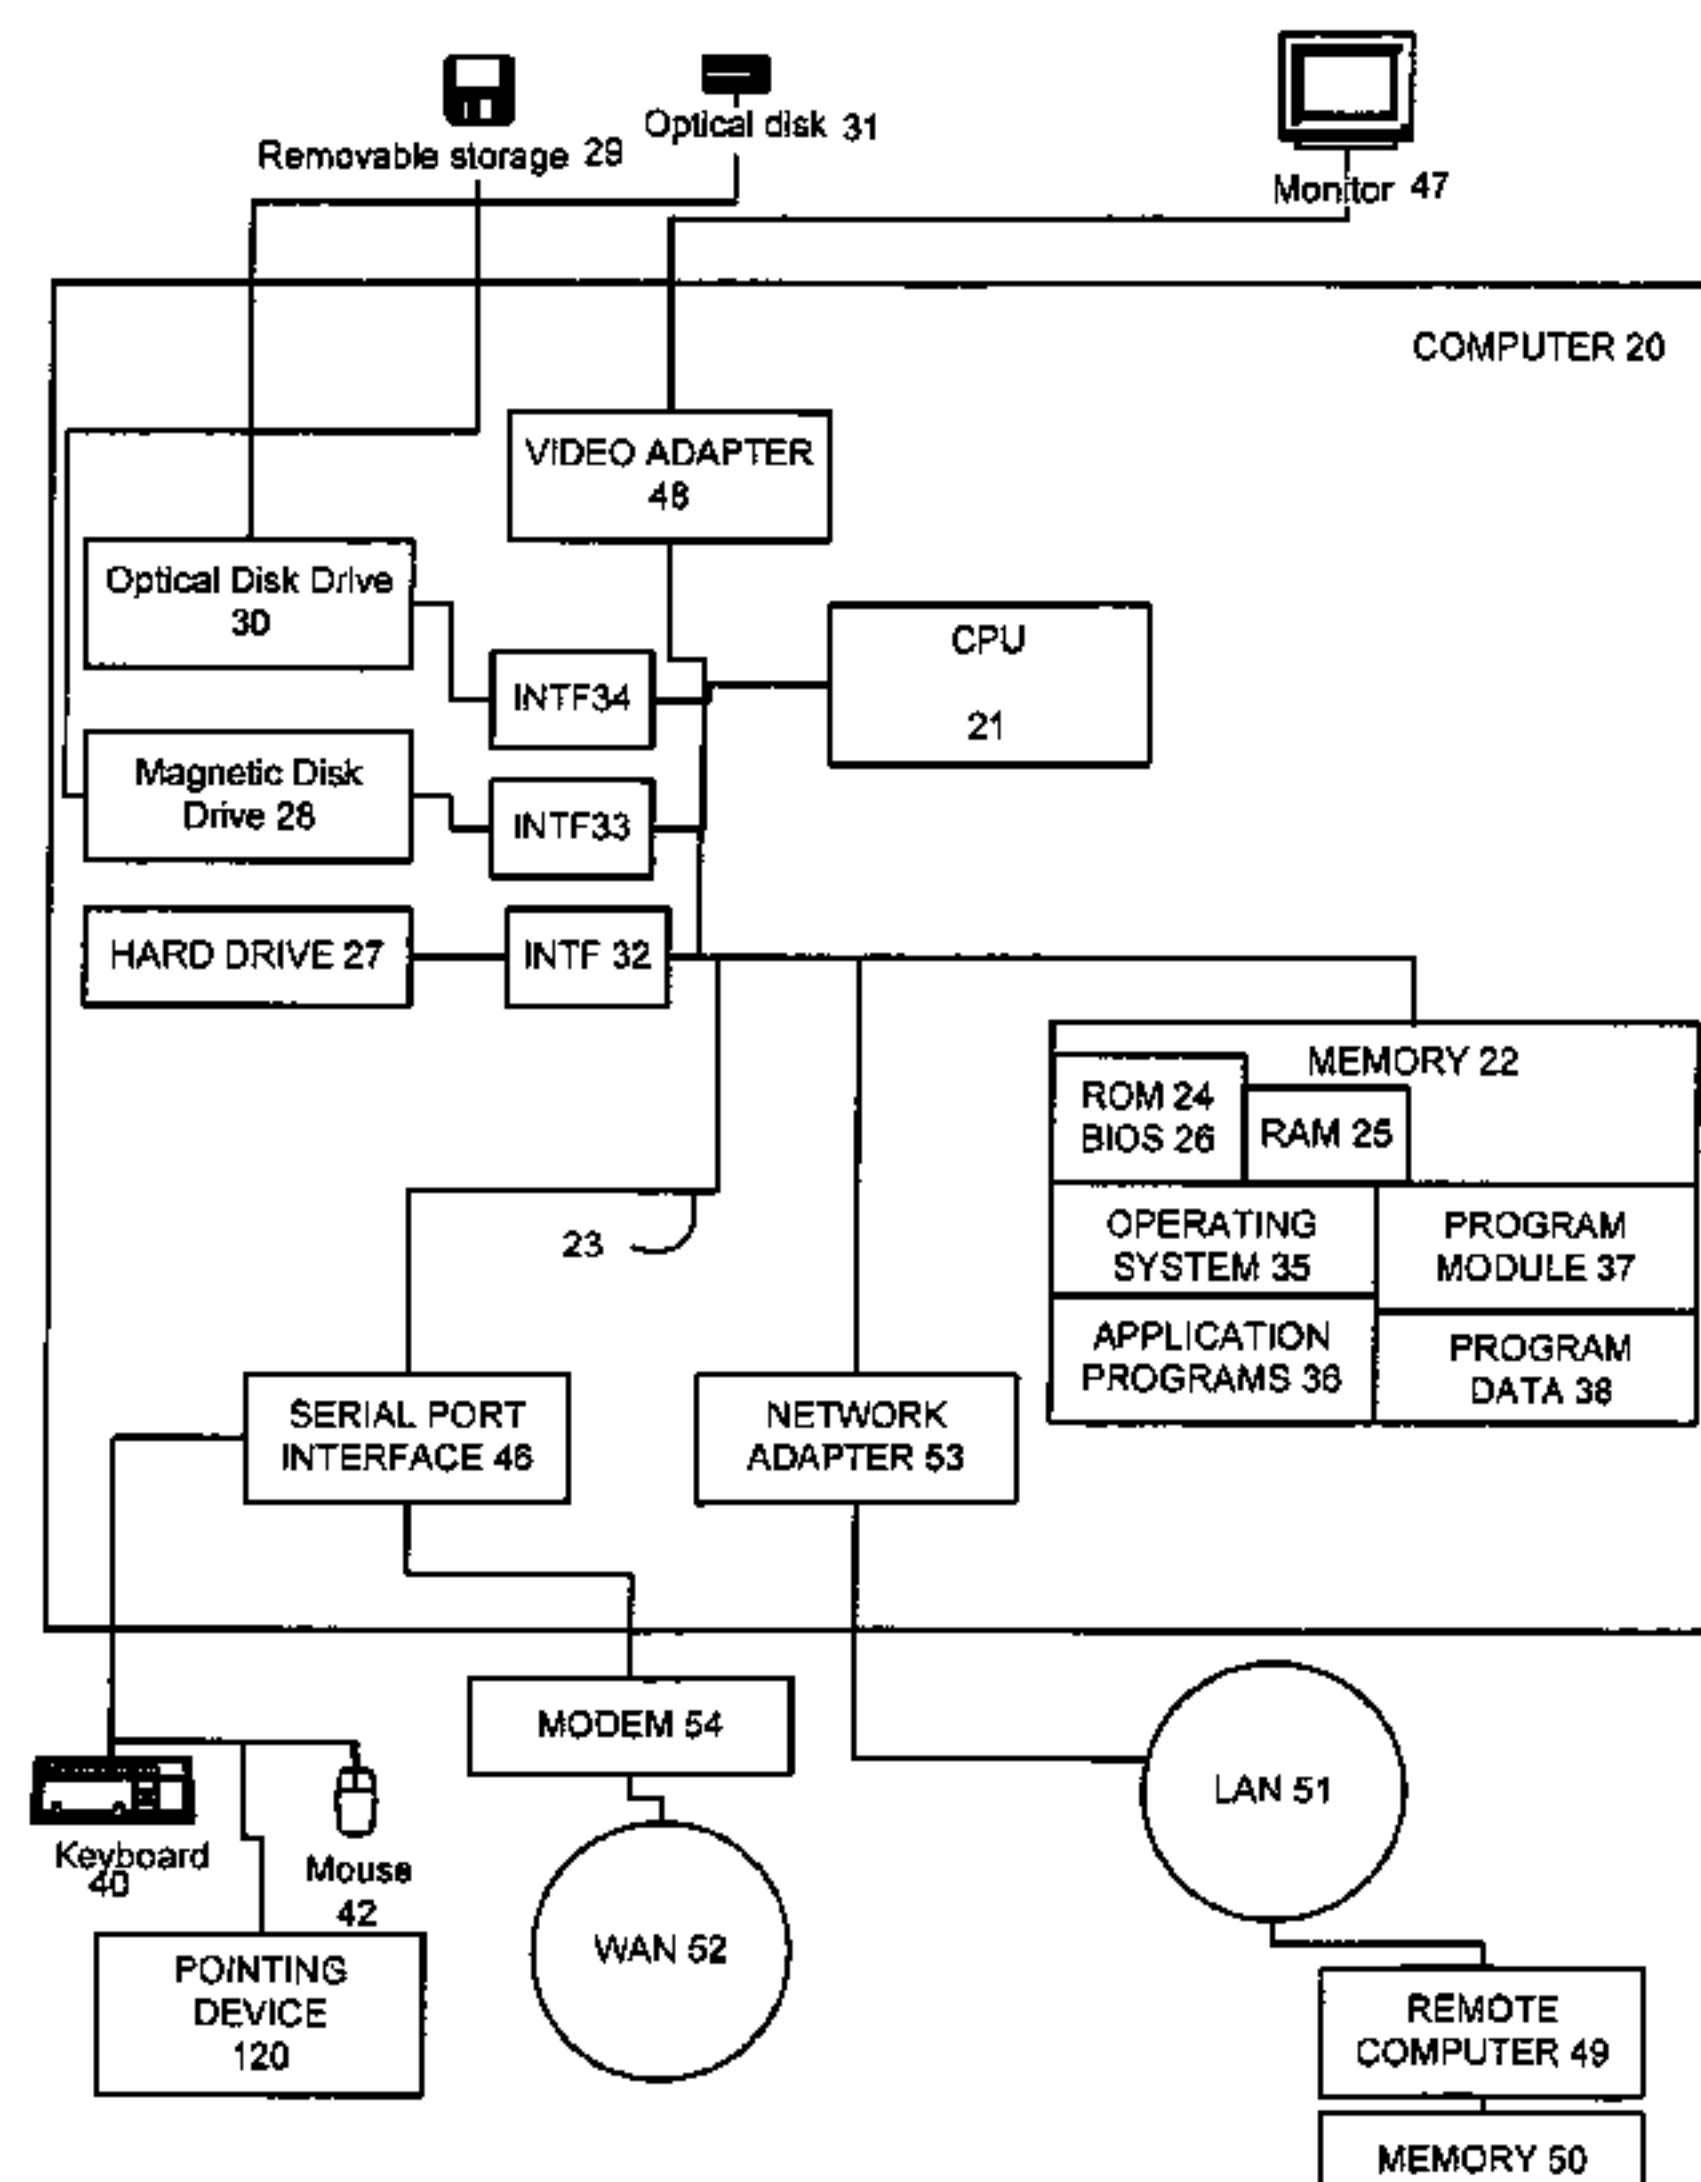 Optical disk 31
Removable storage 29
Monitor 47
COMPUTER 20
VIDEO ADAPTER
48
Optical Disk Drive
30
CPU
21
INTF34
Magnetic Disk
Drive 28
INTF33
HARD DRIVE 27
INTF 32
MEMORY 22
ROM 24
BIOS 26
RAM 25
OPERATING
SYSTEM 35
PROGRAM
MODULE 37
23
APPLICATION
PROGRAMS 36
PROGRAM
DATA 38
SERIAL PORT
INTERFACE 46
NETWORK
ADAPTER 53
MODEM 54
LAN 51
Keyboard
40
Mouse
42
WAN 52
POINTING
DEVICE
120
REMOTE
COMPUTER 49
MEMORY 50